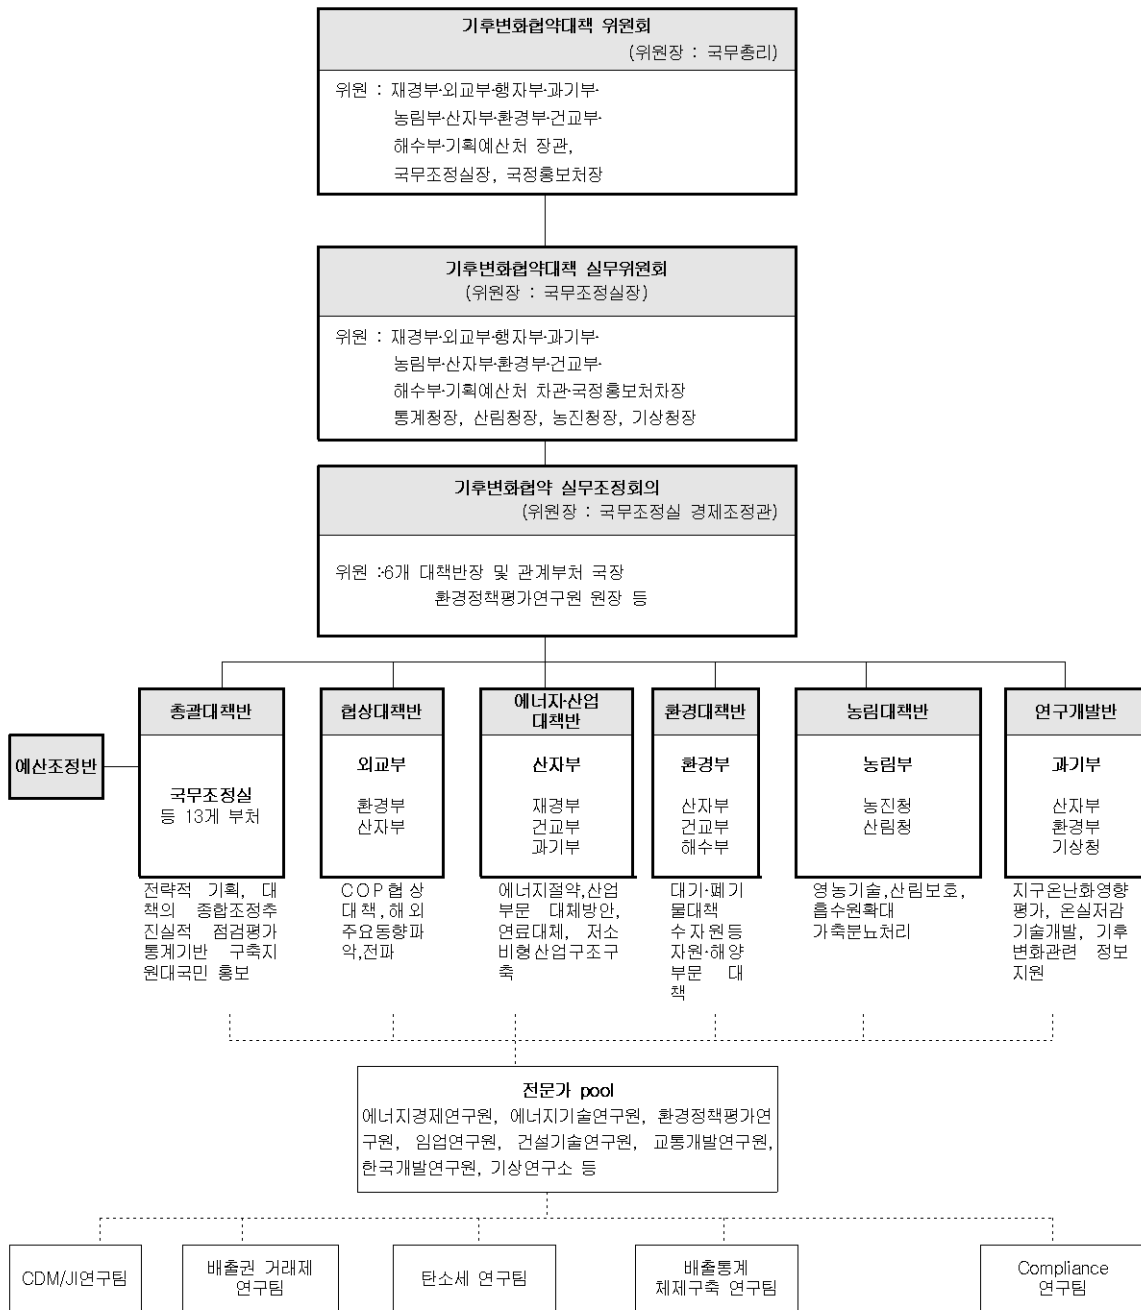 기후변화협약대책 위원회
(위원장 : 국무총리)
위원 : 재경부·외교부·행자부·과기부·
농림부·산자부·환경부·건교부·
해수부·기획예산처 장관,
국무조정실장, 국정홍보처장
기후변화협약대책 실무위원회
(위원장 : 국무조정실장)
위원 : 재경부·외교부·행자부·과기부·
농림부·산자부·환경부·건교부·
해수부·기획예산처 차관·국정홍보처차장
통계청장, 산림청장, 농진청장, 기상청장
기후변화협약 실무조정회의
(위원장 : 국무조정실 경제조정관)
위원 :6개 대책반장 및 관계부처 국장
환경정책평가연구원 원장 등
예산조정반
총괄대책반
국무조정실
등 13게 부처
전략적 기획, 대
책의 종합조정추
진실적 점검평가
통계기반 구축지
원대국민 홍보
협상대책반
외교부
환경부
산자부
COP협상
대책,해외
주요동향파
악,전파
에너지·산업
대책반
산자부
재경부
건교부
과기부
에너지절약,산업
부문 대체방안,
연료대체, 저소
비형산업구조구
축
환경대책반
환경부
산자부
건교부
해수부
대기·폐기
물대책
수자원등
자원·해양
부문 대
책
농림대책반
농림부
농진청
산림청
영농기술,산림보호,
흡수원확대
가축분뇨처리
연구개발반
과기부
산자부
환경부
기상청
지구온난화영향
평가, 온실저감
기술개발, 기후
변화관련 정보
지원
전문가 pool
에너지경제연구원, 에너지기술연구원, 환경정책평가연
구원, 임업연구원, 건설기술연구원, 교통개발연구원,
한국개발연구원, 기상연구소 등
CDM/JI연구팀
배출권 거래제
연구팀
탄소세 연구팀
배출통계
체제구축 연구팀
Compliance
연구팀